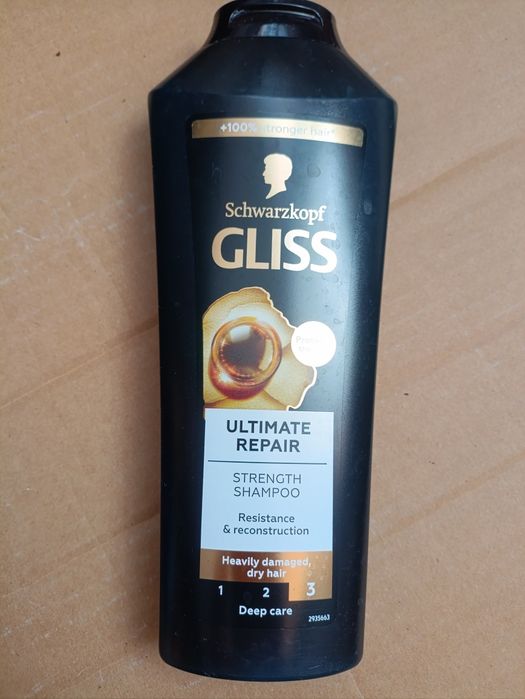 +100% stronger hair*
Schwarzkopf
GLISS
ULTIMATE
REPAIR
STRENGTH
SHAMPOO
Resistance
& reconstruction
Heavily damaged,
dry hair
1 2 3
Deep care
2935663